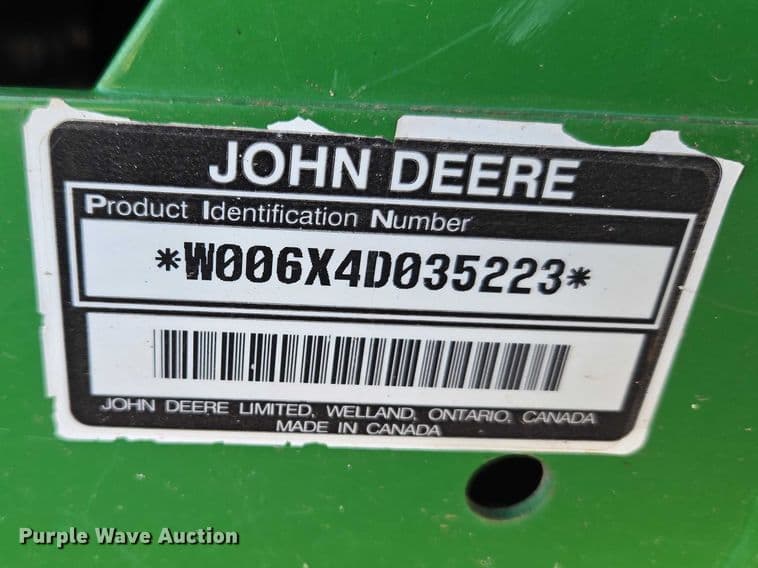 JOHN DEERE
Product Identification Number
*W006X4D035223*
JOHN DEERE LIMITED, WELLAND, ONTARIO, CANADA
MADE IN CANADA
Purple Wave Auction